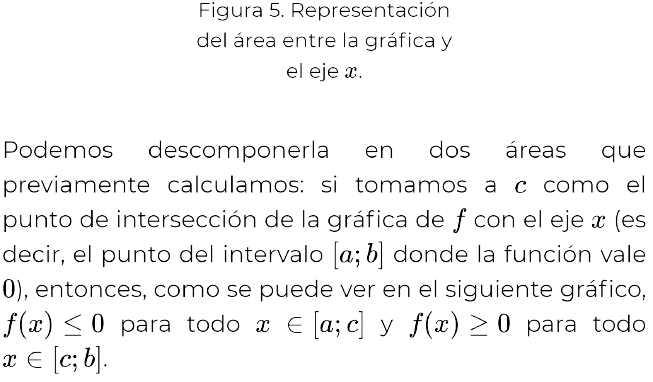 Figura 5. Representación
del área entre la gráfica y
el eje x.
Podemos descomponerla en dos áreas que
previamente calculamos: si tomamos a c como el
punto de intersección de la gráfica de f con el eje x (es
decir, el punto del intervalo [a; b] donde la función vale
0), entonces, como se puede ver en el siguiente gráfico,
f(x) ≤ 0 para todo x ∈ [a; c] y f(x) ≥ 0 para todo
x ∈ [c; b].